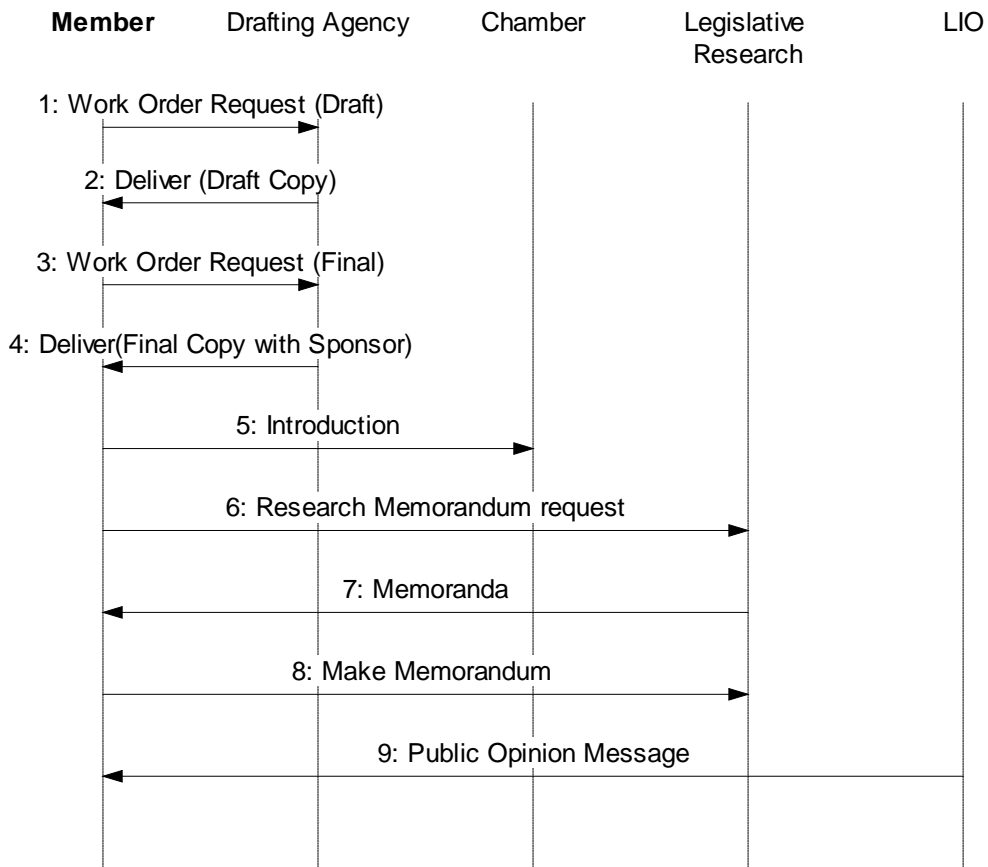 Member Drafting Agency Chamber Legislative Research LIO
1: Work Order Request (Draft)
2: Deliver (Draft Copy)
3: Work Order Request (Final)
4: Deliver(Final Copy with Sponsor)
5: Introduction
6: Research Memorandum request
7: Memoranda
8: Make Memorandum
9: Public Opinion Message